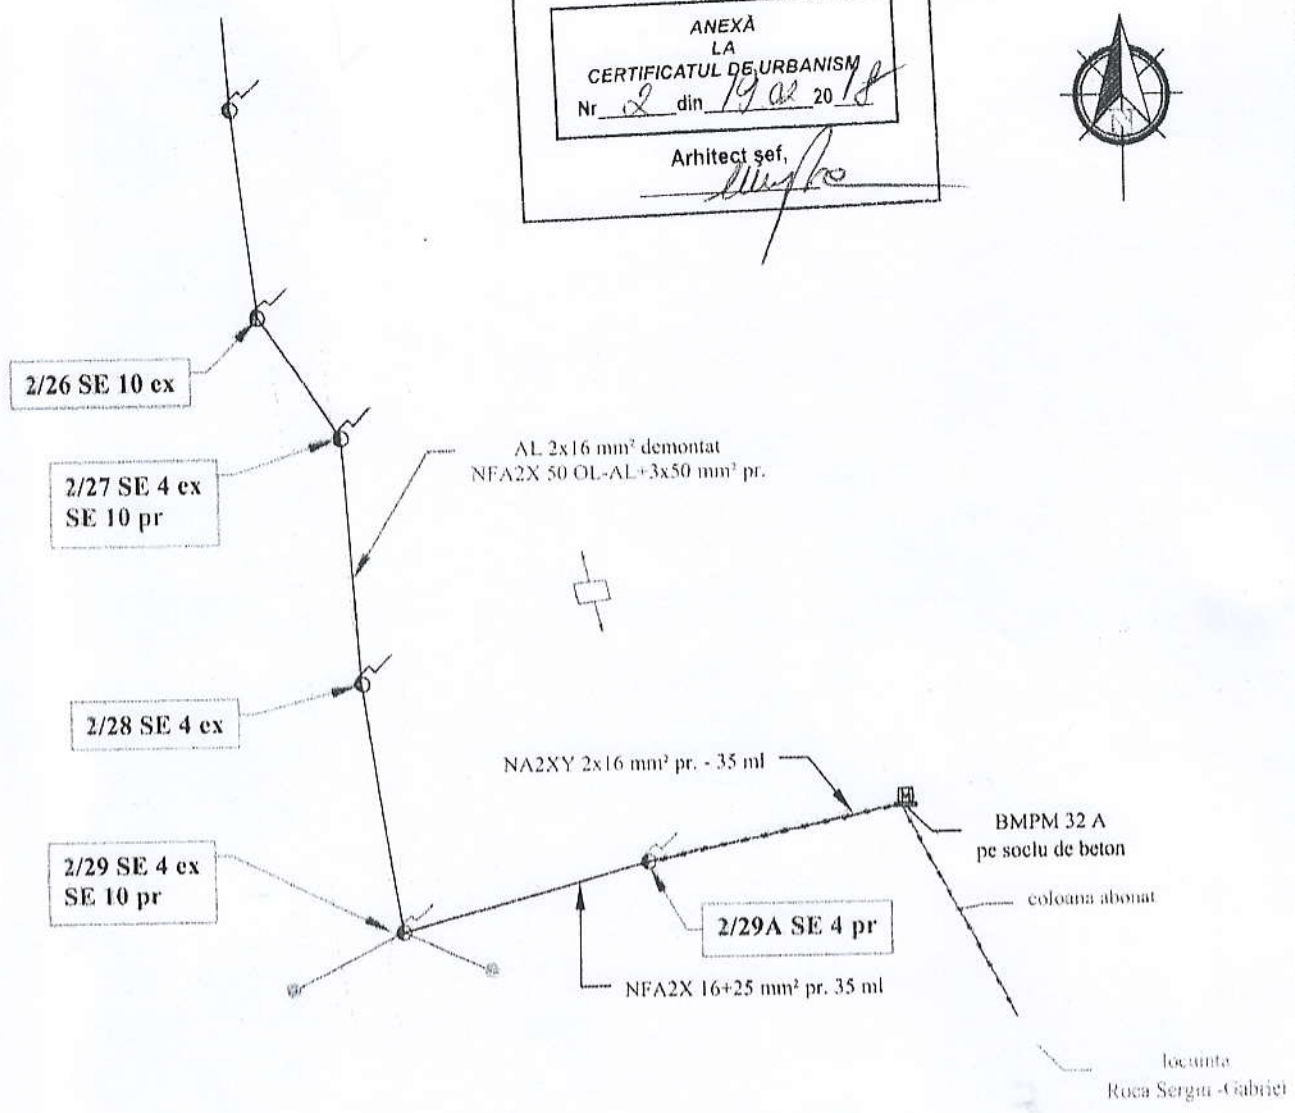 ANEXĂ
LA
CERTIFICATUL DE URBANISM
Nr 2 din 19 02 2018
Arhitect şef,
N
2/26 SE 10 ex
2/27 SE 4 ex
SE 10 pr
AL 2x16 mm² demontat
NFA2X 50 OL-AL+3x50 mm² pr.
2/28 SE 4 ex
NA2XY 2x16 mm² pr. - 35 ml
M
BMPM 32 A
pe soclu de beton
2/29 SE 4 ex
SE 10 pr
coloana abonat
2/29A SE 4 pr
NFA2X 16+25 mm² pr. 35 ml
locuinta
Roca Sergiu -Gabriel